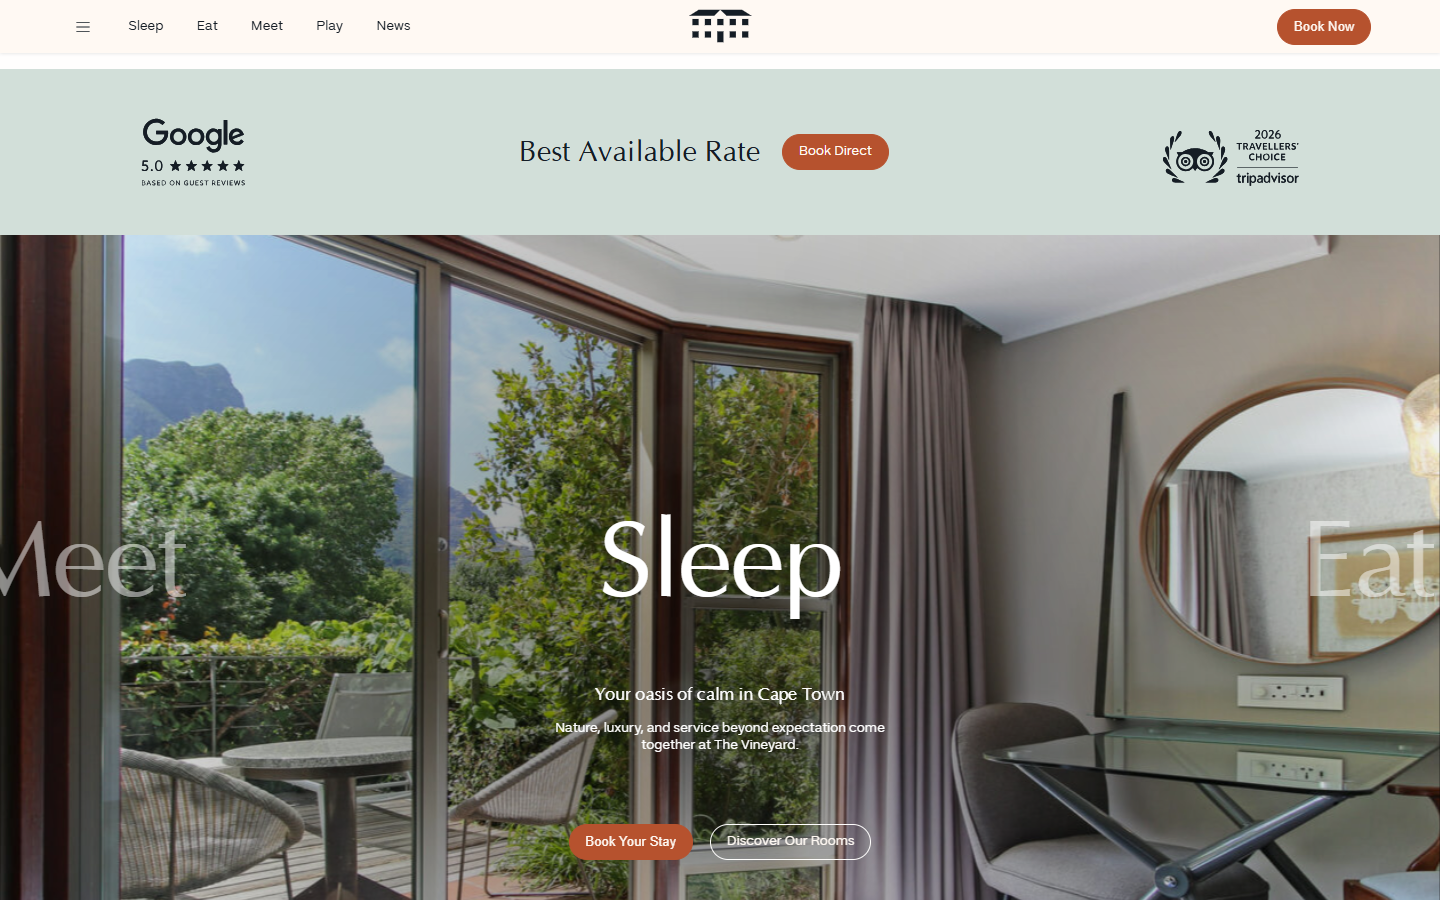 Sleep
Eat
Meet
Play
News
Book Now
Google
5.0
BASED ON GUEST REVIEWS
Best Available Rate
Book Direct
2026
TRAVELLERS'
CHOICE
tripadvisor
Meet
Sleep
Eat
Your oasis of calm in Cape Town
Nature, luxury, and service beyond expectation come
together at The Vineyard.
Book Your Stay
Discover Our Rooms